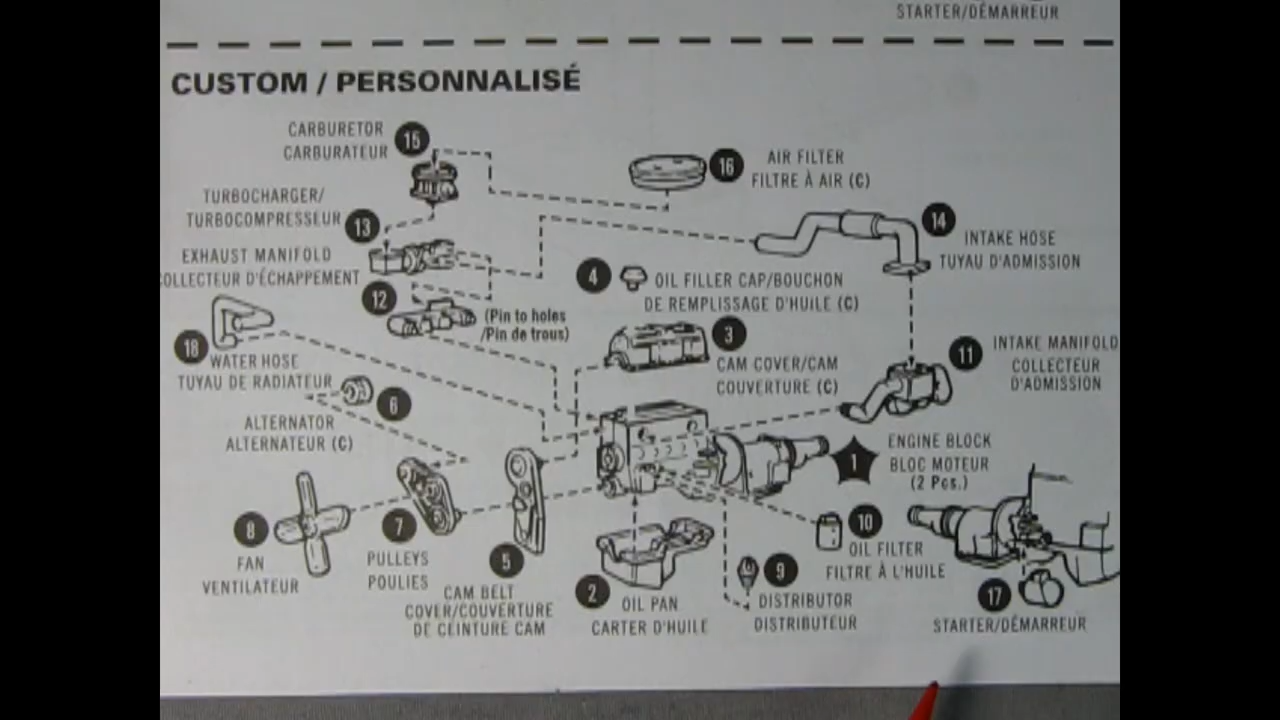 STARTER/DÉMARREUR
CUSTOM / PERSONNALISÉ
CARBURETOR
CARBURATEUR
15
16
AIR FILTER
FILTRE À AIR (C)
TURBOCHARGER/
TURBOCOMPRESSEUR
13
14
INTAKE HOSE
TUYAU D'ADMISSION
EXHAUST MANIFOLD
COLLECTEUR D'ÉCHAPPEMENT
12
4
OIL FILLER CAP/BOUCHON
DE REMPLISSAGE D'HUILE (C)
(Pin to holes
/Pin de trous)
3
CAM COVER/CAM
COUVERTURE (C)
11
INTAKE MANIFOLD
COLLECTEUR
D'ADMISSION
18
WATER HOSE
TUYAU DE RADIATEUR
6
ALTERNATOR
ALTERNATEUR (C)
1
ENGINE BLOCK
BLOC MOTEUR
(2 Pcs.)
8
FAN
VENTILATEUR
7
PULLEYS
POULIES
5
CAM BELT
COVER/COUVERTURE
DE CEINTURE CAM
2
OIL PAN
CARTER D'HUILE
9
DISTRIBUTOR
DISTRIBUTEUR
10
OIL FILTER
FILTRE À L'HUILE
17
STARTER/DÉMARREUR